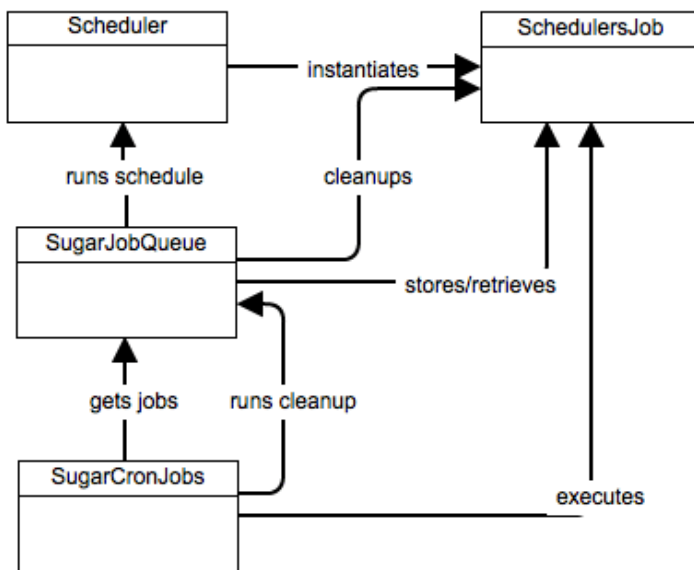 Scheduler
SchedulersJob
instantiates
runs schedule
cleanups
SugarJobQueue
stores/retrieves
gets jobs
runs cleanup
SugarCronJobs
executes